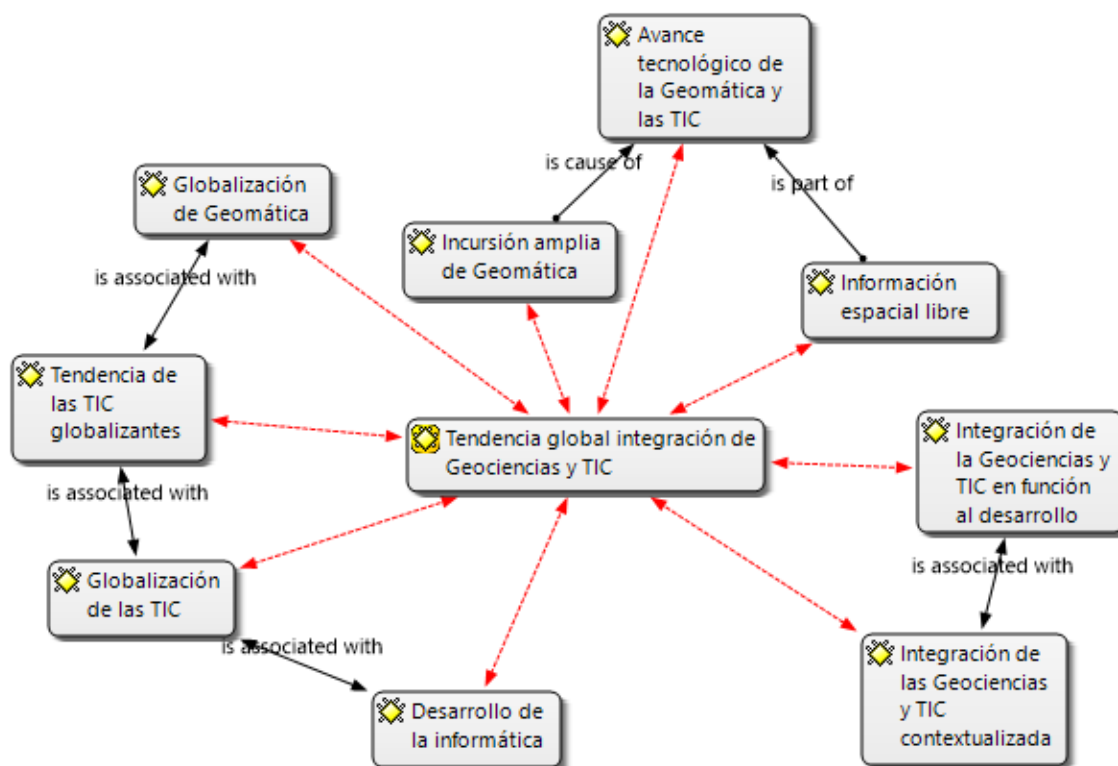 Avance
tecnológico de
la Geomática y
las TIC
is cause of
is part of
Globalización
de Geomática
Incursión amplia
de Geomática
Información
espacial libre
is associated with
Tendencia de
las TIC
globalizantes
Tendencia global integración de
Geociencias y TIC
Integración de
la Geociencias y
TIC en función
al desarrollo
is associated with
Globalización
de las TIC
is associated with
is associated with
Integración de
las Geociencias
y TIC
contextualizada
Desarrollo de
la informática